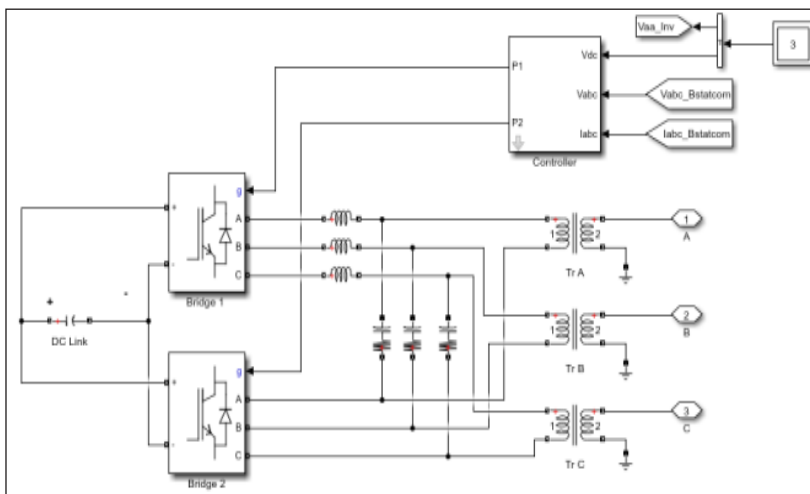 Vaa_Inv
3
P1
Vdc
Vabc
Vabc_Bstatcom
P2
Iabc
Iabc_Bstatcom
Controller
g
+
A
1
2
1
A
B
-
C
Tr A
Bridge 1
+
-
DC Link
1
2
2
B
g
Tr B
+
A
1
2
3
C
B
-
C
Tr C
Bridge 2